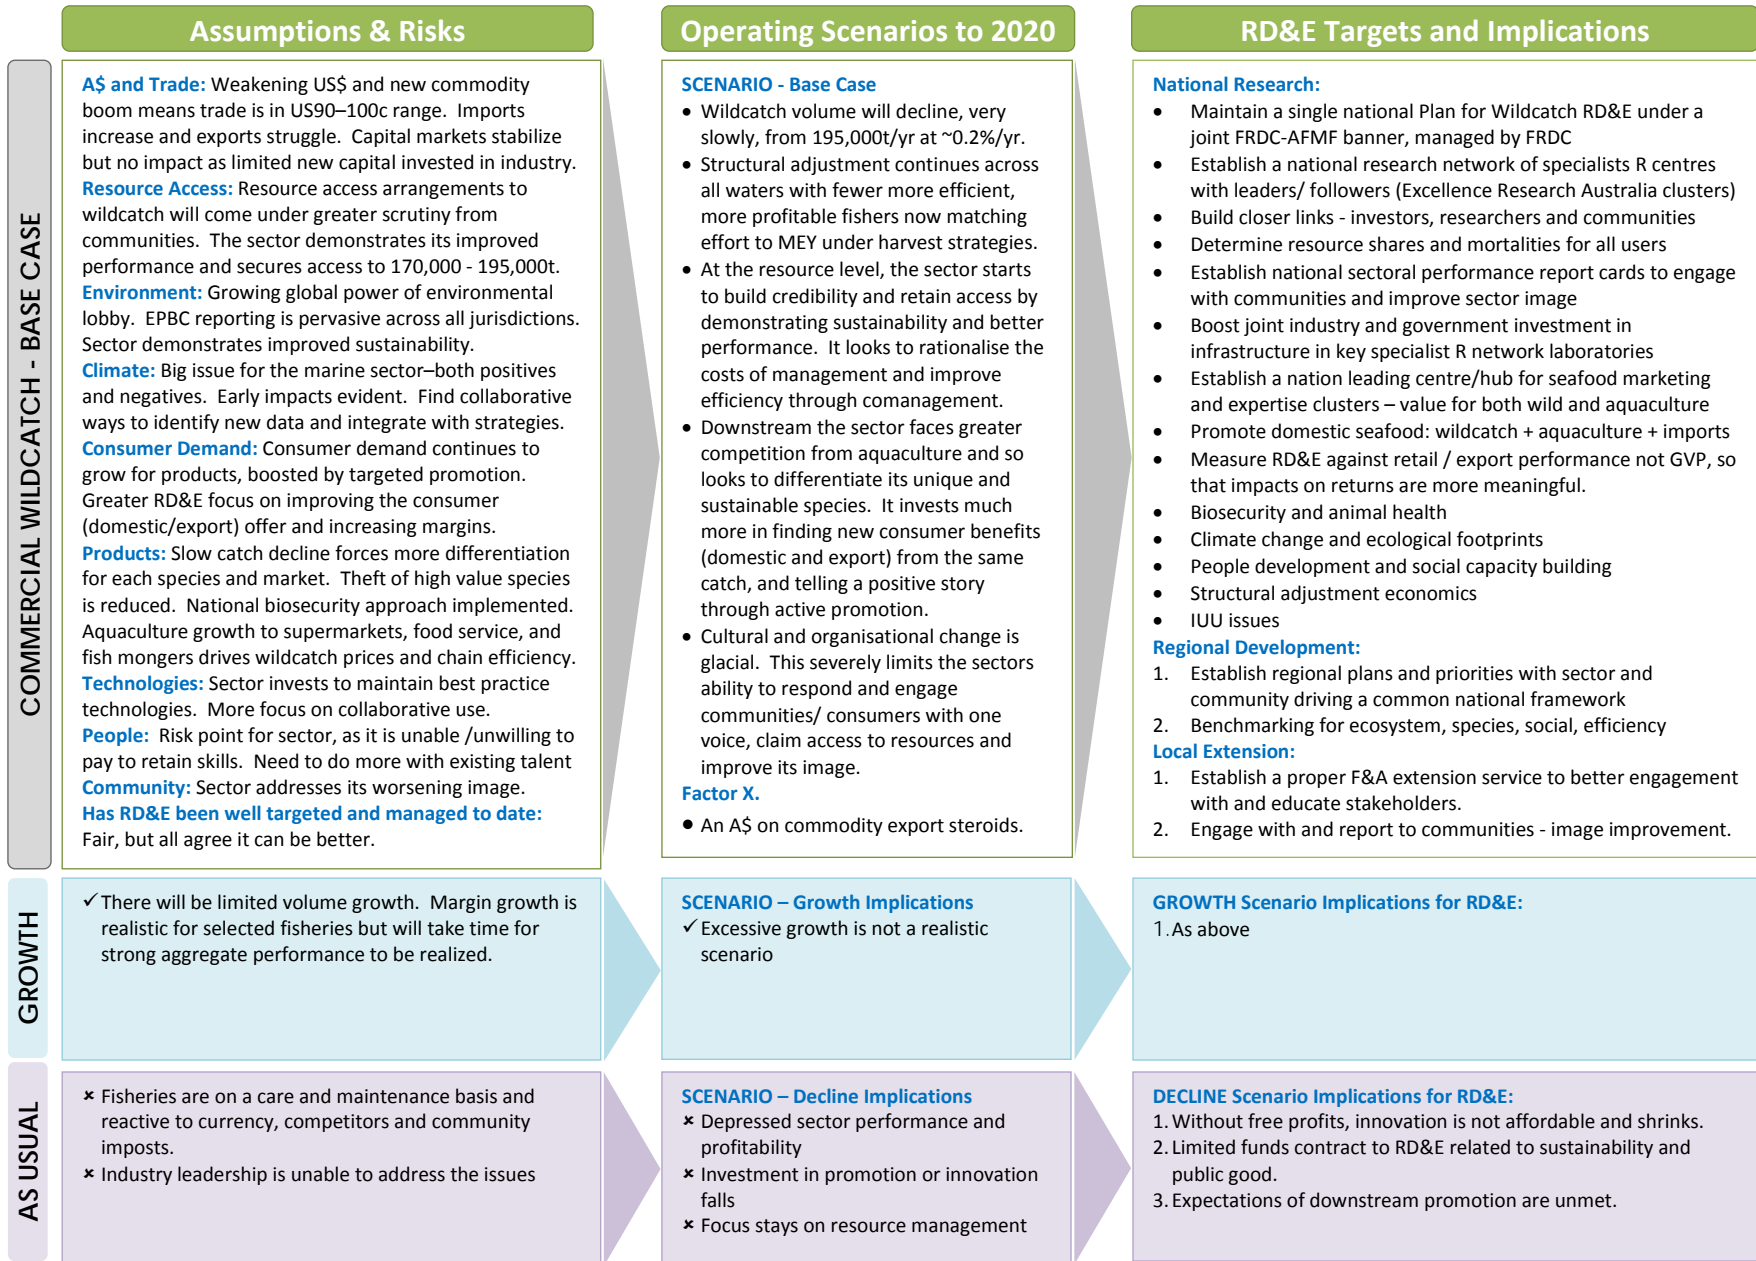 Assumptions & Risks
Operating Scenarios to 2020
RD&E Targets and Implications
COMMERCIAL WILDCATCH - BASE CASE
A$ and Trade: Weakening US$ and new commodity
boom means trade is in US90–100c range. Imports
increase and exports struggle. Capital markets stabilize
but no impact as limited new capital invested in industry.
Resource Access: Resource access arrangements to
wildcatch will come under greater scrutiny from
communities. The sector demonstrates its improved
performance and secures access to 170,000 - 195,000t.
Environment: Growing global power of environmental
lobby. EPBC reporting is pervasive across all jurisdictions.
Sector demonstrates improved sustainability.
Climate: Big issue for the marine sector–both positives
and negatives. Early impacts evident. Find collaborative
ways to identify new data and integrate with strategies.
Consumer Demand: Consumer demand continues to
grow for products, boosted by targeted promotion.
Greater RD&E focus on improving the consumer
(domestic/export) offer and increasing margins.
Products: Slow catch decline forces more differentiation
for each species and market. Theft of high value species
is reduced. National biosecurity approach implemented.
Aquaculture growth to supermarkets, food service, and
fish mongers drives wildcatch prices and chain efficiency.
Technologies: Sector invests to maintain best practice
technologies. More focus on collaborative use.
People: Risk point for sector, as it is unable /unwilling to
pay to retain skills. Need to do more with existing talent
Community: Sector addresses its worsening image.
Has RD&E been well targeted and managed to date:
Fair, but all agree it can be better.
SCENARIO - Base Case
• Wildcatch volume will decline, very
slowly, from 195,000t/yr at ~0.2%/yr.
• Structural adjustment continues across
all waters with fewer more efficient,
more profitable fishers now matching
effort to MEY under harvest strategies.
• At the resource level, the sector starts
to build credibility and retain access by
demonstrating sustainability and better
performance. It looks to rationalise the
costs of management and improve
efficiency through comanagement.
• Downstream the sector faces greater
competition from aquaculture and so
looks to differentiate its unique and
sustainable species. It invests much
more in finding new consumer benefits
(domestic and export) from the same
catch, and telling a positive story
through active promotion.
• Cultural and organisational change is
glacial. This severely limits the sectors
ability to respond and engage
communities/ consumers with one
voice, claim access to resources and
improve its image.
Factor X.
• An A$ on commodity export steroids.
National Research:
• Maintain a single national Plan for Wildcatch RD&E under a
joint FRDC-AFMF banner, managed by FRDC
• Establish a national research network of specialists R centres
with leaders/ followers (Excellence Research Australia clusters)
• Build closer links - investors, researchers and communities
• Determine resource shares and mortalities for all users
• Establish national sectoral performance report cards to engage
with communities and improve sector image
• Boost joint industry and government investment in
infrastructure in key specialist R network laboratories
• Establish a nation leading centre/hub for seafood marketing
and expertise clusters – value for both wild and aquaculture
• Promote domestic seafood: wildcatch + aquaculture + imports
• Measure RD&E against retail / export performance not GVP, so
that impacts on returns are more meaningful.
• Biosecurity and animal health
• Climate change and ecological footprints
• People development and social capacity building
• Structural adjustment economics
• IUU issues
Regional Development:
1. Establish regional plans and priorities with sector and
community driving a common national framework
2. Benchmarking for ecosystem, species, social, efficiency
Local Extension:
1. Establish a proper F&A extension service to better engagement
with and educate stakeholders.
2. Engage with and report to communities - image improvement.
GROWTH
✓ There will be limited volume growth. Margin growth is
realistic for selected fisheries but will take time for
strong aggregate performance to be realized.
SCENARIO – Growth Implications
✓ Excessive growth is not a realistic
scenario
GROWTH Scenario Implications for RD&E:
1. As above
AS USUAL
× Fisheries are on a care and maintenance basis and
reactive to currency, competitors and community
imposts.
× Industry leadership is unable to address the issues
SCENARIO – Decline Implications
× Depressed sector performance and
profitability
× Investment in promotion or innovation
falls
× Focus stays on resource management
DECLINE Scenario Implications for RD&E:
1. Without free profits, innovation is not affordable and shrinks.
2. Limited funds contract to RD&E related to sustainability and
public good.
3. Expectations of downstream promotion are unmet.